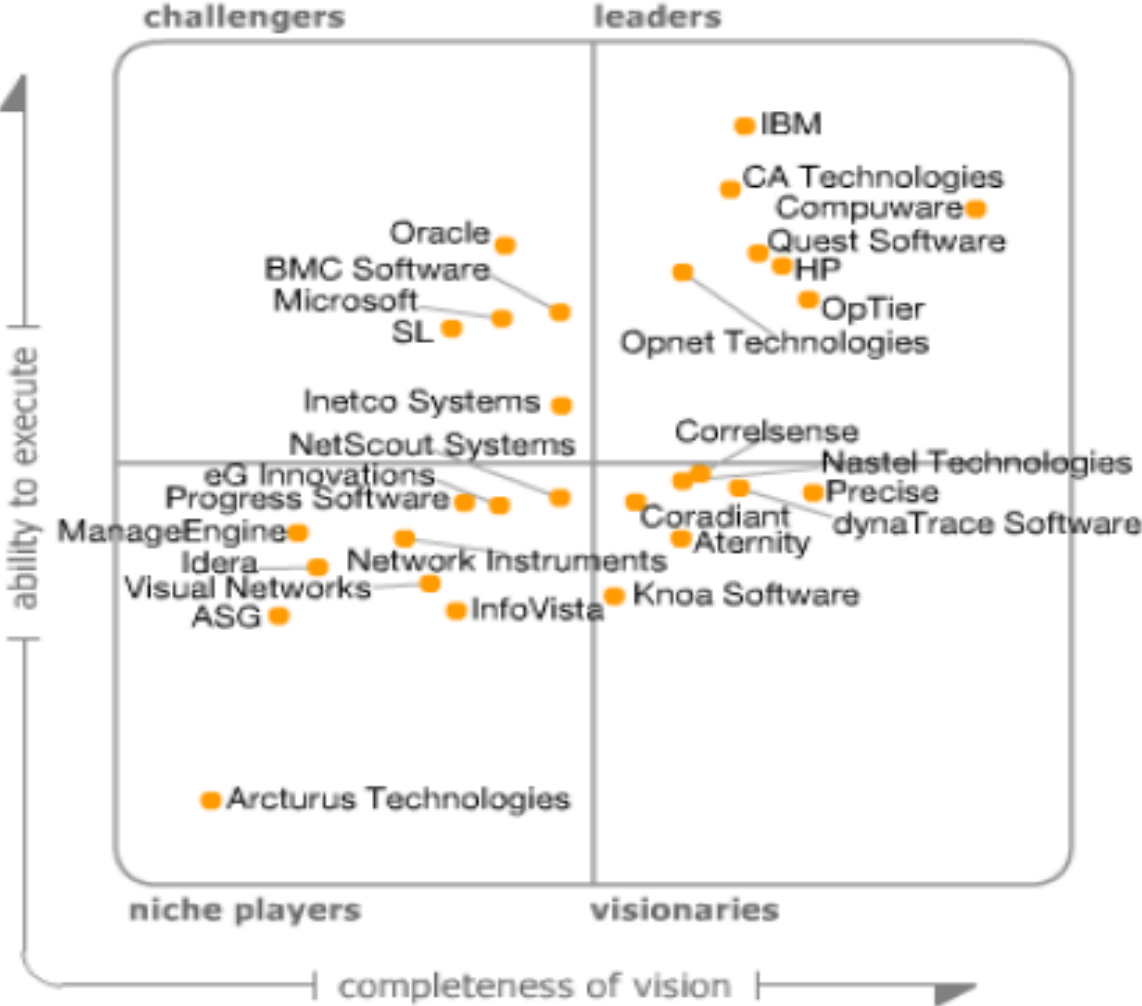 challengers
leaders
IBM
CA Technologies
Compuware
Oracle
Quest Software
BMC Software
HP
Microsoft
OpTier
SL
Opnet Technologies
Inetco Systems
Correlsense
NetScout Systems
Nastel Technologies
eG Innovations
Precise
Progress Software
Coradiant
dynaTrace Software
ManageEngine
Aternity
Network Instruments
Idera
Visual Networks
Knoa Software
InfoVista
ASG
Arcturus Technologies
niche players
visionaries
ability to execute
completeness of vision